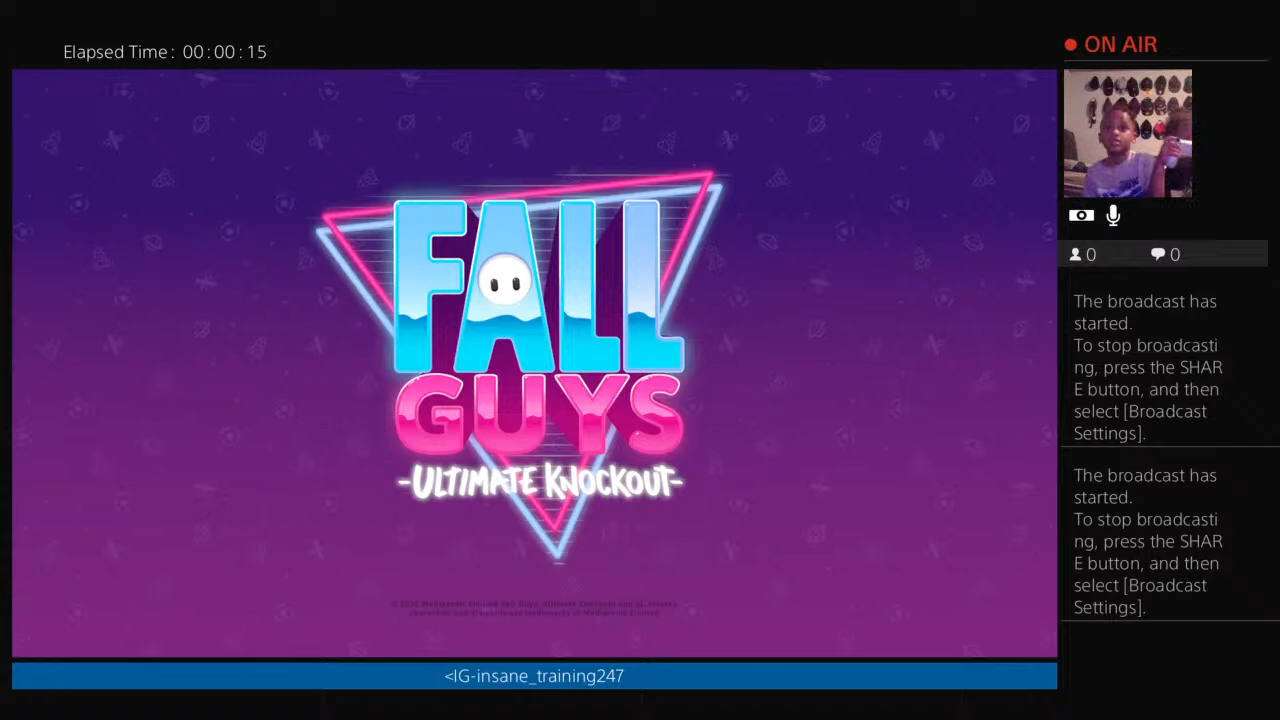 Elapsed Time: 00:00:15
ON AIR
FALL
GUYS
-ULTIMATE KNOCKOUT-
0
0
The broadcast has
started.
To stop broadcasti
ng, press the SHAR
E button, and then
select [Broadcast
Settings].
The broadcast has
started.
To stop broadcasti
ng, press the SHAR
E button, and then
select [Broadcast
Settings].
<IG-insane_training247